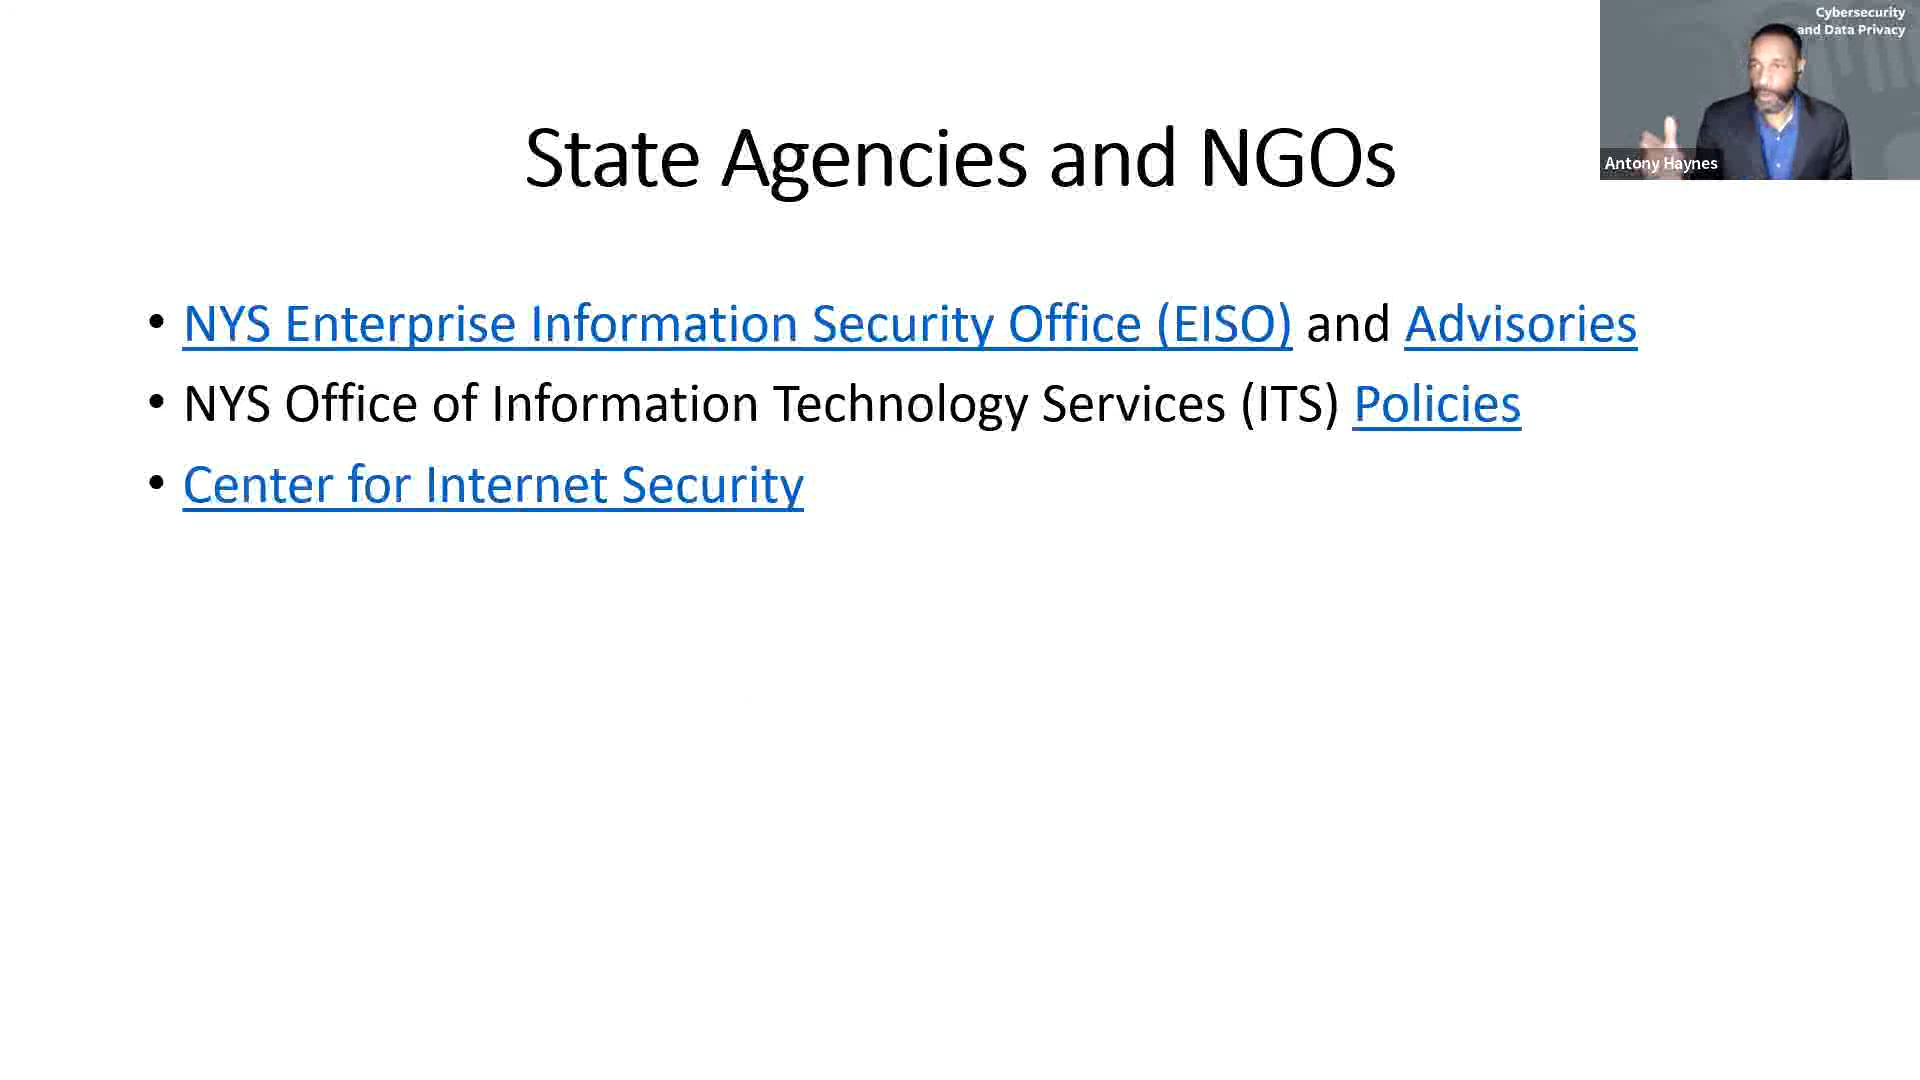 Cybersecurity
and Data Privacy
Antony Haynes
State Agencies and NGOs
• NYS Enterprise Information Security Office (EISO) and Advisories
• NYS Office of Information Technology Services (ITS) Policies
• Center for Internet Security